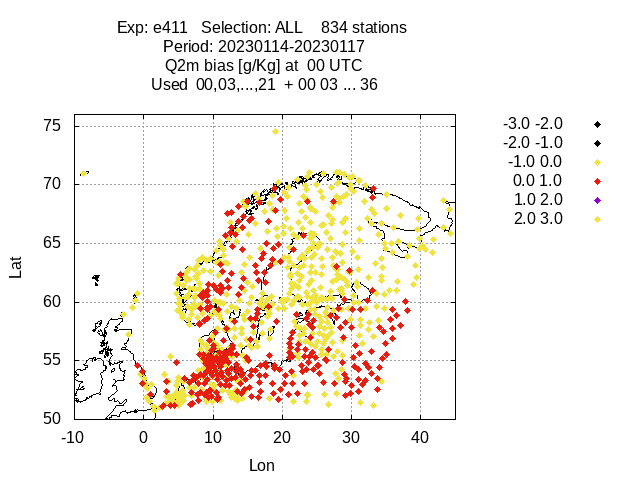 Exp: e411 Selection: ALL 834 stations
Period: 20230114-20230117
Q2m bias [g/Kg] at 00 UTC
Used 00,03,...,21 + 00 03 ... 36
-3.0 -2.0
-2.0 -1.0
-1.0 0.0
0.0 1.0
1.0 2.0
2.0 3.0
75
70
65
60
55
50
Lat
-10 0 10 20 30 40
Lon